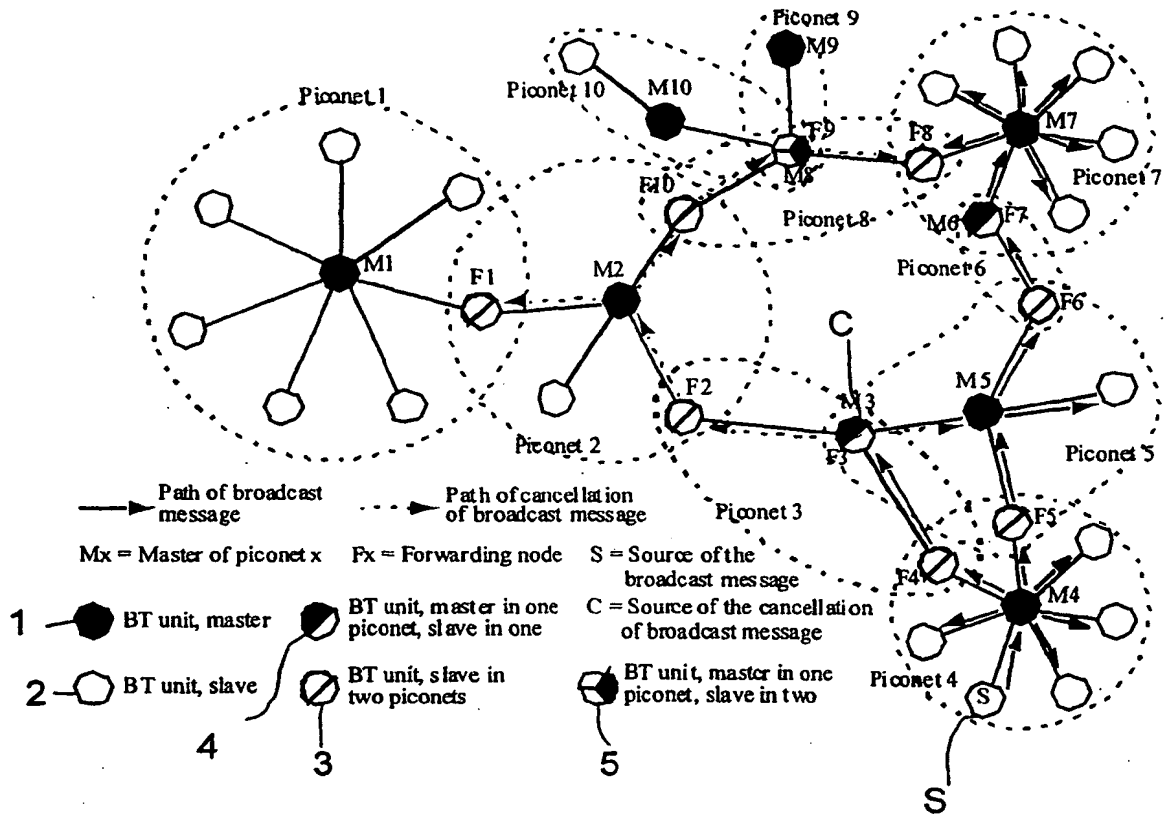 Piconet 9
M9
Piconet 10
M10
Piconet 1
F9
F8
M7
M8
Piconet 7
F10
Piconet 8
M6
F7
M1
F1
M2
Piconet 6
F6
C
F2
M3
M5
F3
Piconet 2
Piconet 5
Piconet 3
F5
F4
M4
Piconet 4
S
S
Path of broadcast
message
Path of cancellation
of broadcast message
Mx = Master of piconet x
Fx = Forwarding node
S = Source of the
broadcast message
1
BT unit, master
BT unit, master in one
piconet, slave in one
C = Source of the cancellation
of broadcast message
2
BT unit, slave
BT unit, slave in
two piconets
BT unit, master in one
piconet, slave in two
4
3
5